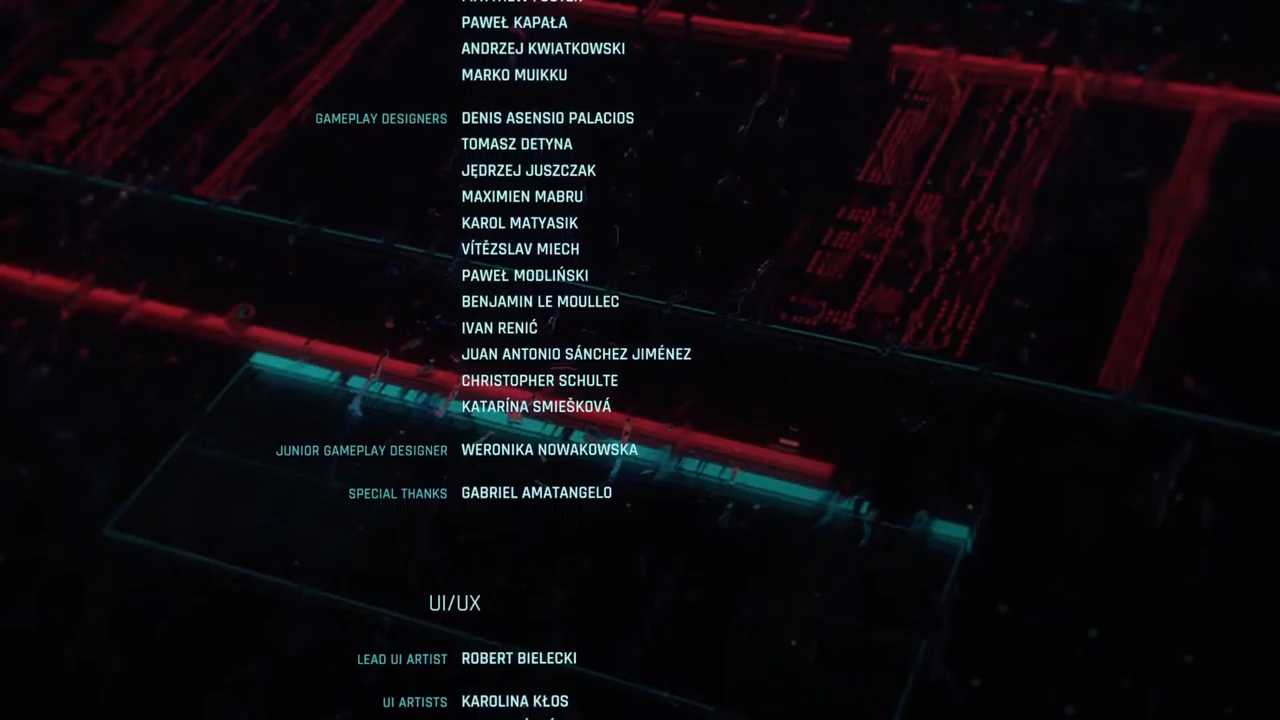 PAWEŁ KAPAŁA
ANDRZEJ KWIATKOWSKI
MARKO MUIKKU
GAMEPLAY DESIGNERS DENIS ASENSIO PALACIOS
TOMASZ DETYNA
JĘDRZEJ JUSZCZAK
MAXIMIEN MABRU
KAROL MATYASIK
VÍTĚZSLAV MIECH
PAWEŁ MODLIŃSKI
BENJAMIN LE MOULLEC
IVAN RENIĆ
JUAN ANTONIO SÁNCHEZ JIMÉNEZ
CHRISTOPHER SCHULTE
KATARÍNA SMIEŠKOVÁ
JUNIOR GAMEPLAY DESIGNER WERONIKA NOWAKOWSKA
SPECIAL THANKS GABRIEL AMATANGELO
UI/UX
LEAD UI ARTIST ROBERT BIELECKI
UI ARTISTS KAROLINA KŁOS